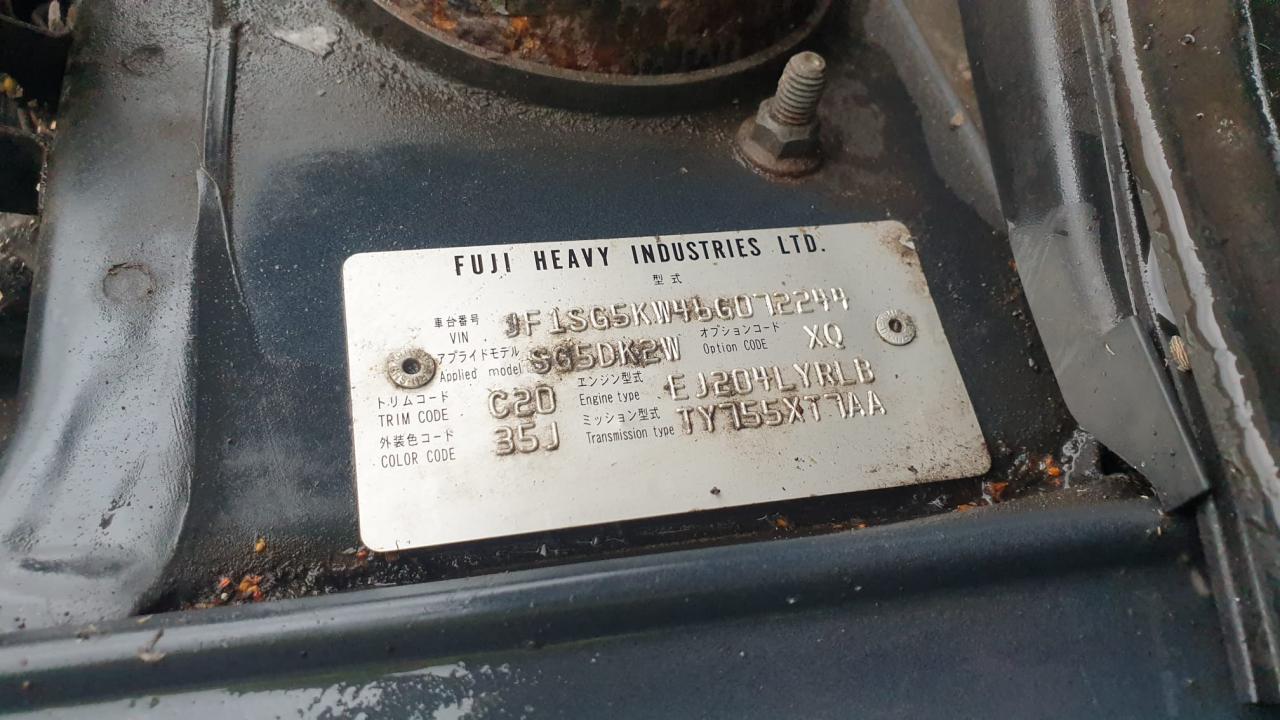 FUJI HEAVY INDUSTRIES LTD.
型式
車台番号
VIN JF1SG5KW46G072244
アプライドモデル オプションコード
Applied model SG5DK2W Option CODE XQ
トリムコード エンジン型式
TRIM CODE C20 Engine type EJ204LYRLB
外装色コード ミッション型式
COLOR CODE 35J Transmission type TY755XT7AA